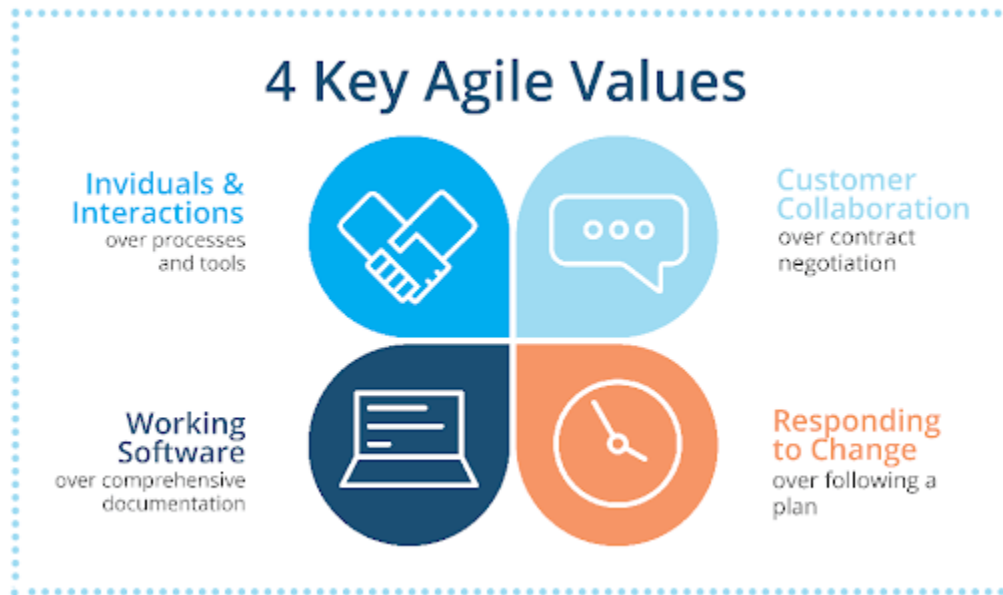 4 Key Agile Values
Inviduals &
Interactions
over processes
and tools
Customer
Collaboration
over contract
negotiation
Working
Software
over comprehensive
documentation
Responding
to Change
over following a
plan